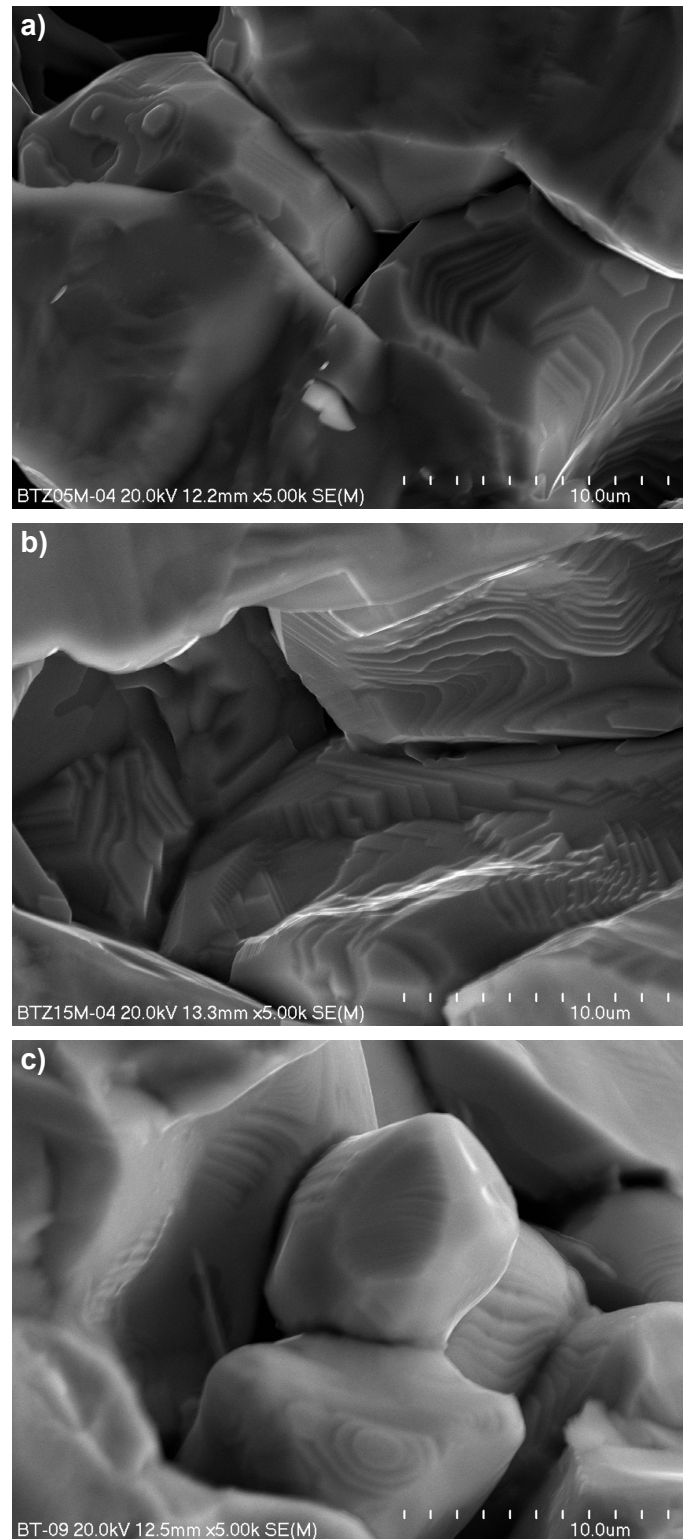 a)
BTZ05M-04 20.0kV 12.2mm x5.00k SE(M)
10.0um
b)
BTZ15M-04 20.0kV 13.3mm x5.00k SE(M)
10.0um
c)
BT-09 20.0kV 12.5mm x5.00k SE(M)
10.0um